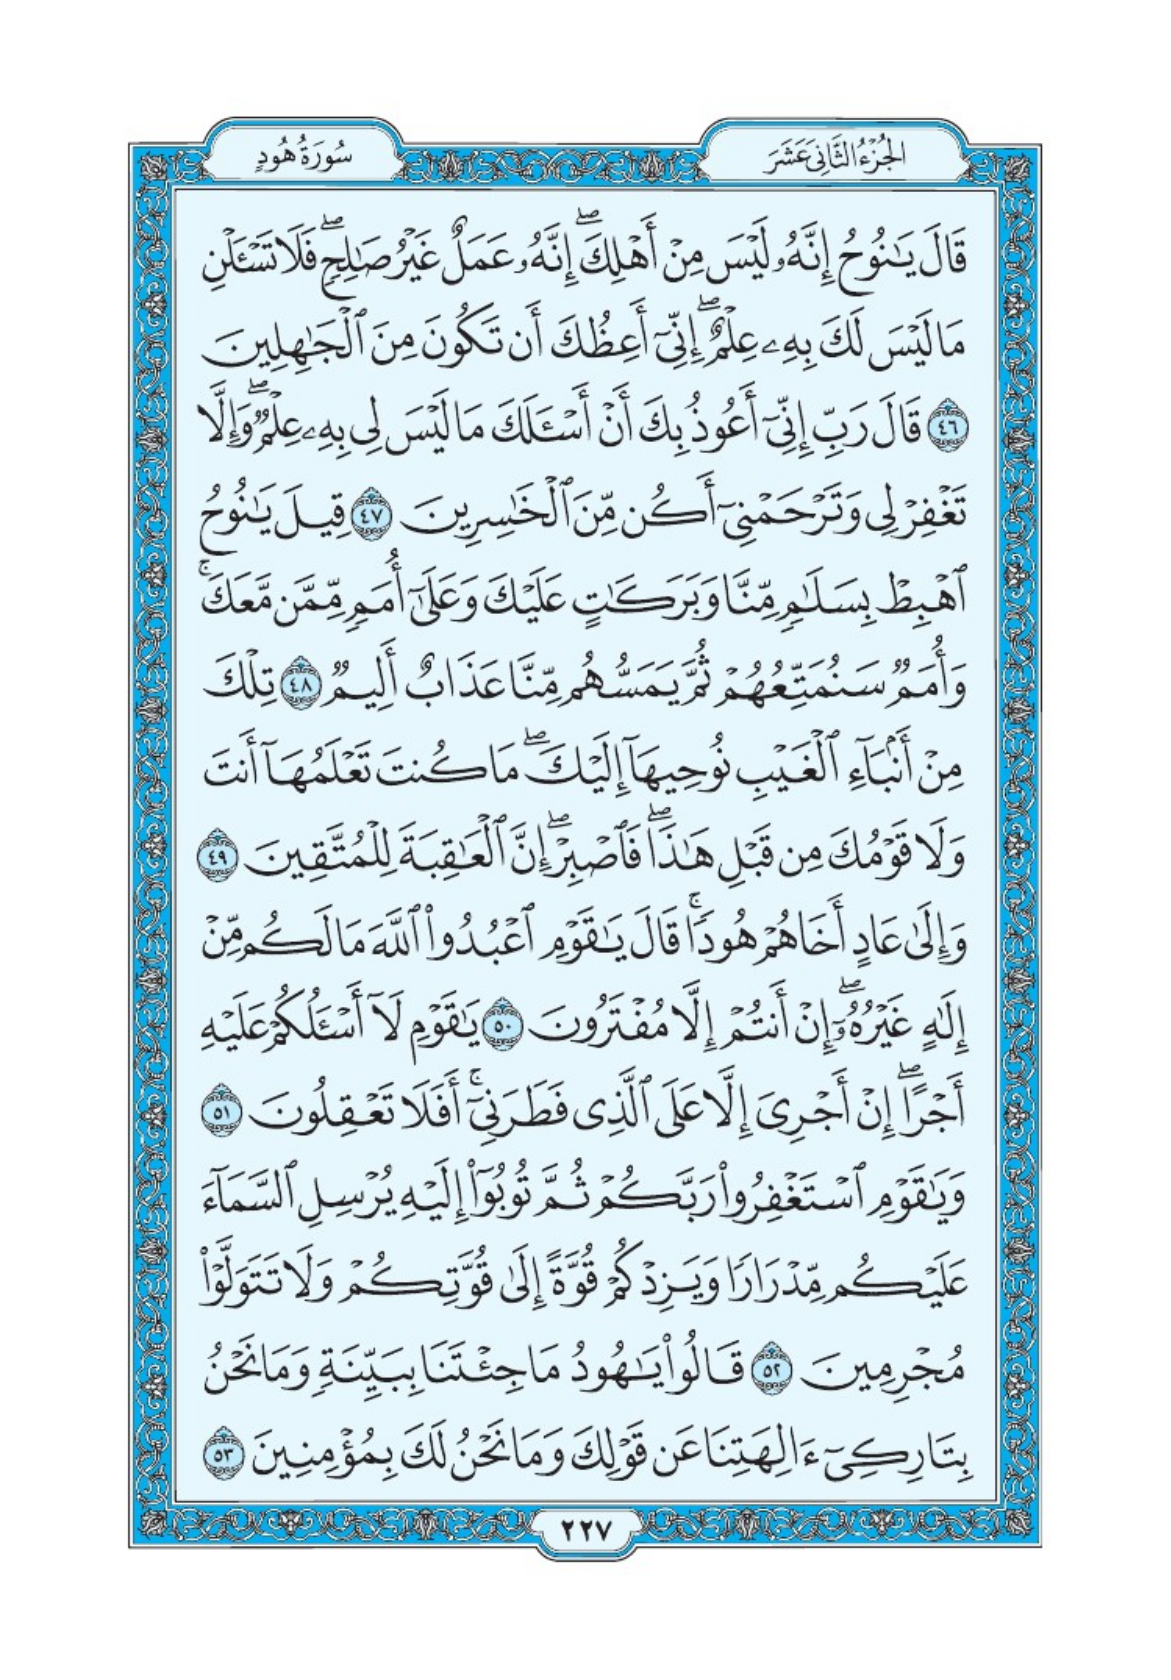 الجُزْءُ الثَّانِیَ عَشَرَ
سُورَةُ هُودٍ
قَالَ يَـٰنُوحُ إِنَّهُۥ لَيْسَ مِنْ أَهْلِكَ ۖ إِنَّهُۥ عَمَلٌ غَيْرُ صَـٰلِحٍ ۖ فَلَا تَسْـَٔلْنِ
مَا لَيْسَ لَكَ بِهِۦ عِلْمٌ ۖ إِنِّىٓ أَعِظُكَ أَن تَكُونَ مِنَ ٱلْجَـٰهِلِينَ
٤٦ قَالَ رَبِّ إِنِّىٓ أَعُوذُ بِكَ أَنْ أَسْـَٔلَكَ مَا لَيْسَ لِى بِهِۦ عِلْمٌ ۖ وَإِلَّا
تَغْفِرْ لِى وَتَرْحَمْنِىٓ أَكُن مِّنَ ٱلْخَـٰسِرِينَ ٤٧ قِيلَ يَـٰنُوحُ
ٱهْبِطْ بِسَلَـٰمٍ مِّنَّا وَبَرَكَـٰتٍ عَلَيْكَ وَعَلَىٰٓ أُمَمٍ مِّمَّن مَّعَكَ ۚ
وَأُمَمٌ سَنُمَتِّعُهُمْ ثُمَّ يَمَسُّهُم مِّنَّا عَذَابٌ أَلِيمٌ ٤٨ تِلْكَ
مِنْ أَنۢبَآءِ ٱلْغَيْبِ نُوحِيهَآ إِلَيْكَ ۖ مَا كُنتَ تَعْلَمُهَآ أَنتَ
وَلَا قَوْمُكَ مِن قَبْلِ هَـٰذَا ۖ فَٱصْبِرْ ۖ إِنَّ ٱلْعَـٰقِبَةَ لِلْمُتَّقِينَ ٤٩
وَإِلَىٰ عَادٍ أَخَاهُمْ هُودًا ۚ قَالَ يَـٰقَوْمِ ٱعْبُدُوا۟ ٱللَّهَ مَا لَكُم مِّنْ
إِلَـٰهٍ غَيْرُهُۥٓ ۖ إِنْ أَنتُمْ إِلَّا مُفْتَرُونَ ٥٠ يَـٰقَوْمِ لَآ أَسْـَٔلُكُمْ عَلَيْهِ
أَجْرًا ۖ إِنْ أَجْرِىَ إِلَّا عَلَى ٱلَّذِى فَطَرَنِىٓ ۚ أَفَلَا تَعْقِلُونَ ٥١
وَيَـٰقَوْمِ ٱسْتَغْفِرُوا۟ رَبَّكُمْ ثُمَّ تُوبُوٓا۟ إِلَيْهِ يُرْسِلِ ٱلسَّمَآءَ
عَلَيْكُم مِّدْرَارًا وَيَزِدْكُمْ قُوَّةً إِلَىٰ قُوَّتِكُمْ وَلَا تَتَوَلَّوْا۟
مُجْرِمِينَ ٥٢ قَالُوا۟ يَـٰهُودُ مَا جِئْتَنَا بِبَيِّنَةٍ وَمَا نَحْنُ
بِتَارِكِىٓ ءَالِهَتِنَا عَن قَوْلِكَ وَمَا نَحْنُ لَكَ بِمُؤْمِنِينَ ٥٣
٢٢٧